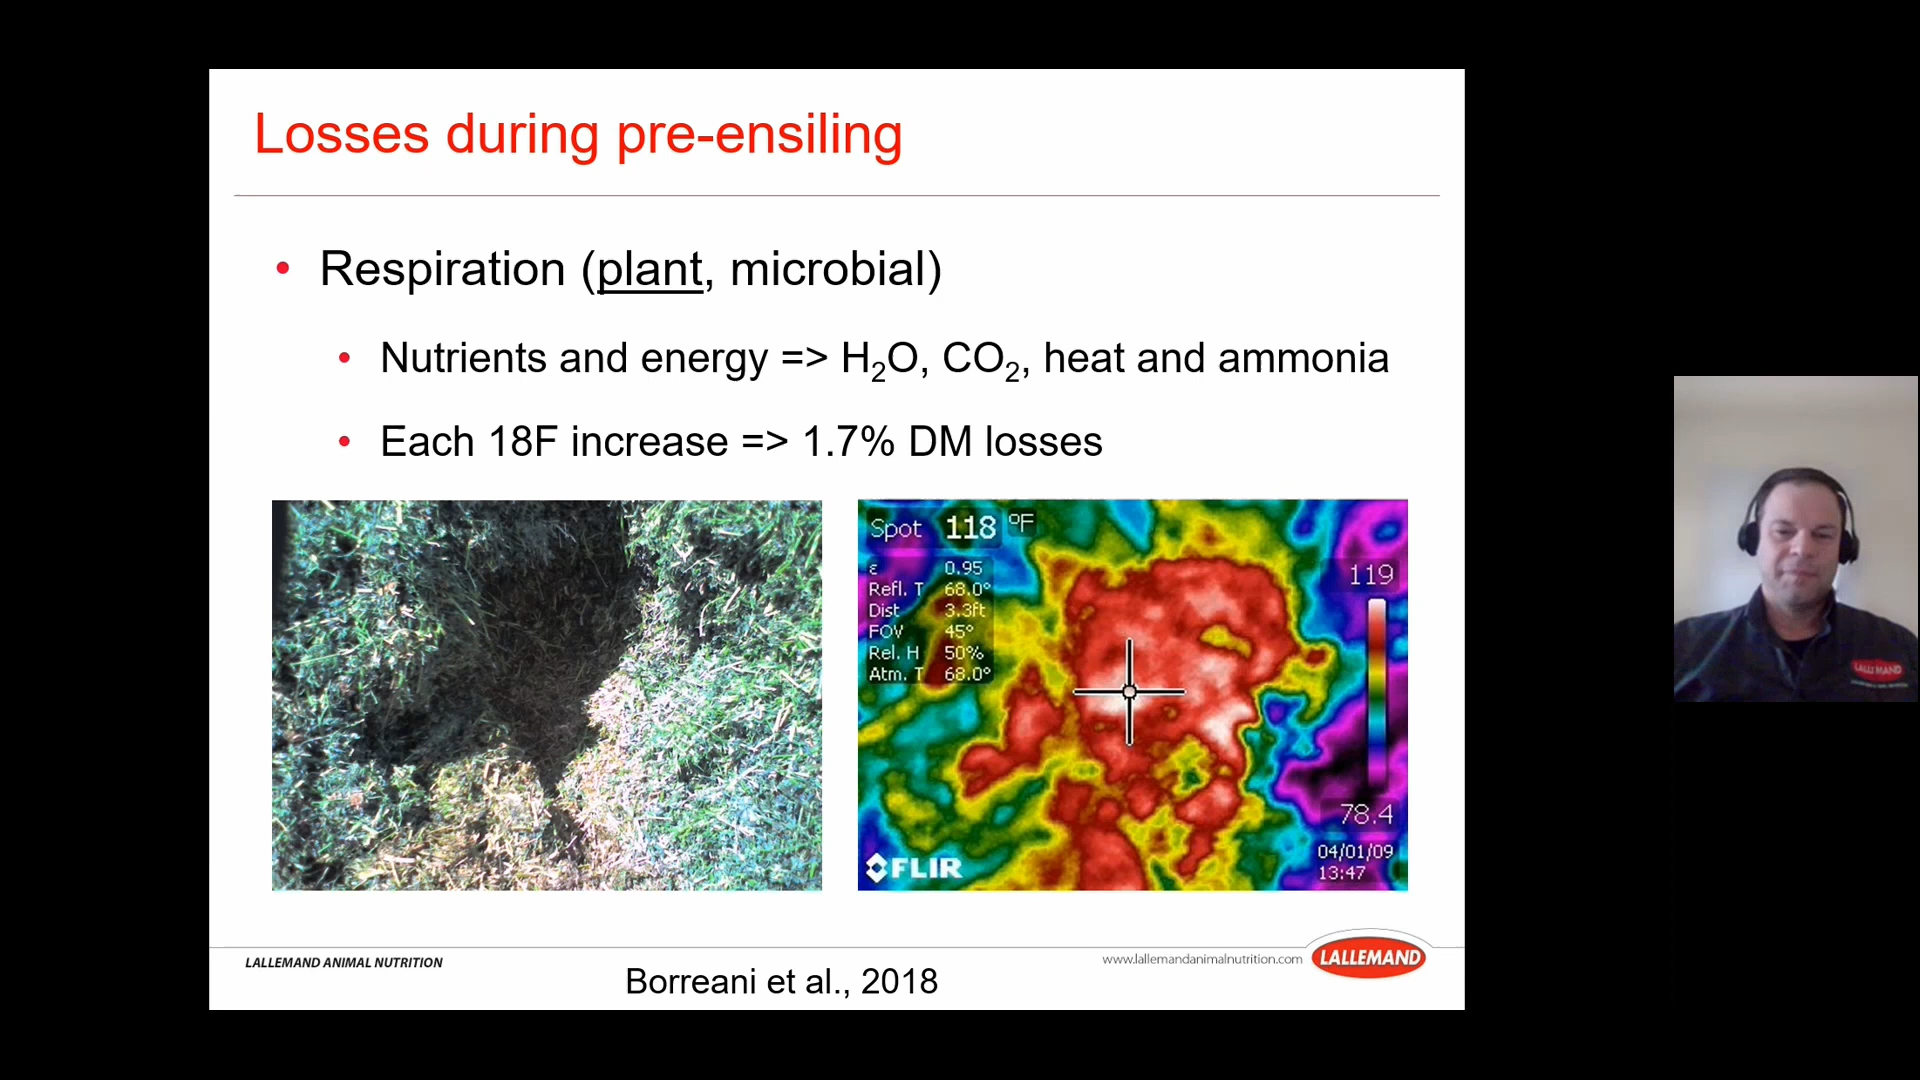 Losses during pre-ensiling
• Respiration (plant, microbial)
• Nutrients and energy => H₂O, CO₂, heat and ammonia
• Each 18F increase => 1.7% DM losses
Spot 118 °F
ε 0.95
Refl. T 68.0°
Dist 3.3ft
FOV 45°
Rel. H 50%
Atm. T 68.0°
119
78.4
04/01/09
13:47
FLIR
LALLEMAND ANIMAL NUTRITION
www.lallemandanimalnutrition.com
LALLEMAND
Borreani et al., 2018
LALLEMAND